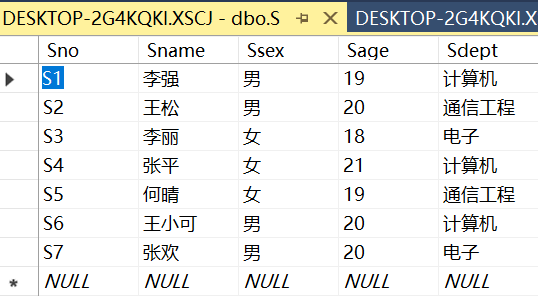 DESKTOP-2G4KQKI.XSCJ - dbo.S DESKTOP-2G4KQKI.X
Sno Sname Ssex Sage Sdept
S1 李强 男 19 计算机
S2 王松 男 20 通信工程
S3 李丽 女 18 电子
S4 张平 女 21 计算机
S5 何晴 女 19 通信工程
S6 王小可 男 20 计算机
S7 张欢 男 20 电子
NULL NULL NULL NULL NULL